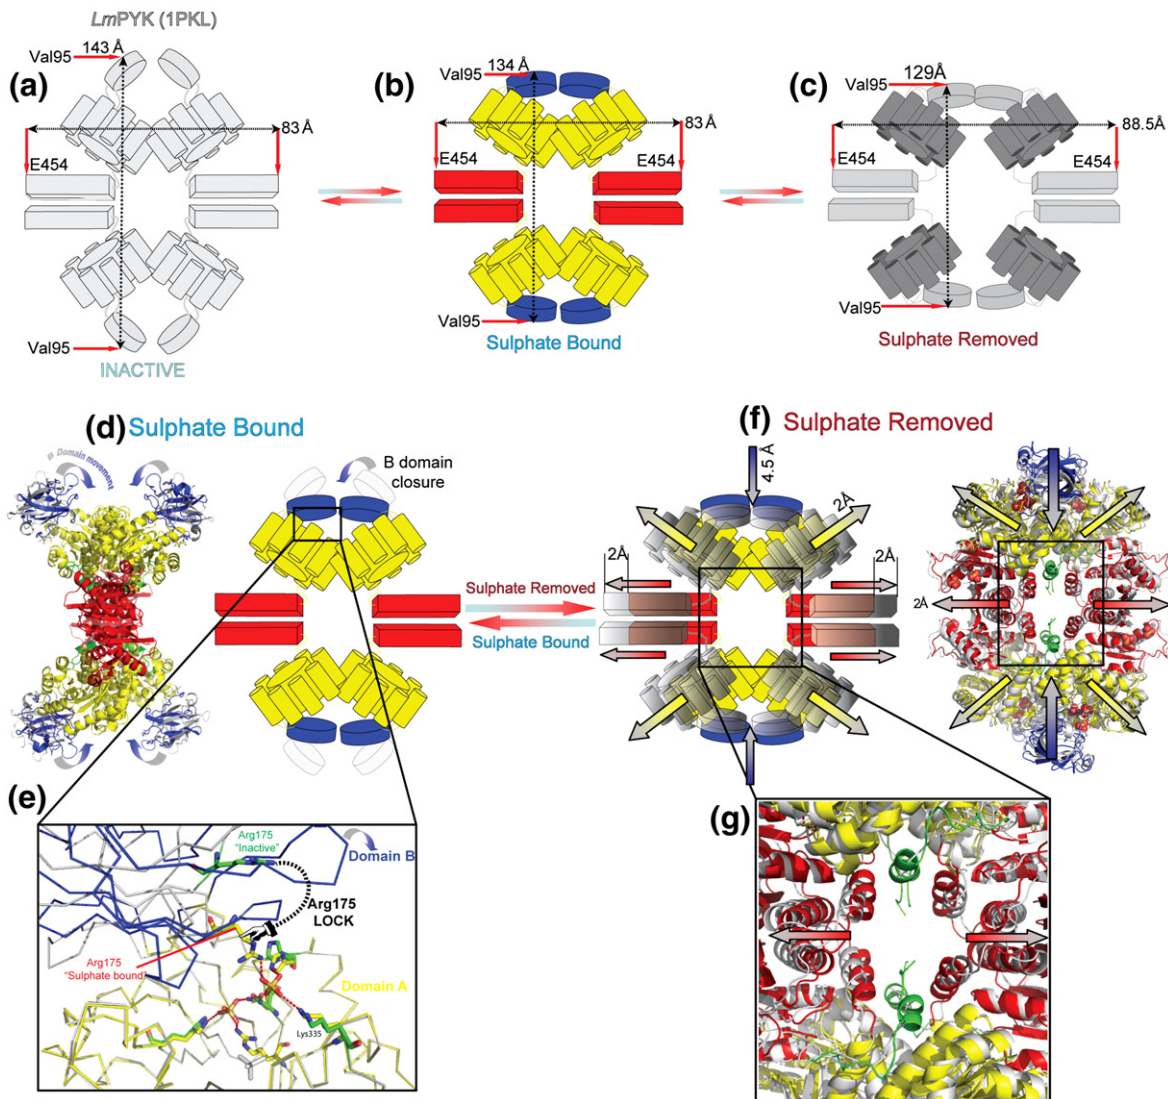 LmPYK (1PKL)
(a)
Val95
143 Å
83 Å
E454
Val95
INACTIVE
(b)
Val95
134 Å
83 Å
E454
E454
Val95
Sulphate Bound
(c)
Val95
129Å
88.5Å
E454
E454
Val95
Sulphate Removed
(d) Sulphate Bound
B Domain movement
B domain
closure
Sulphate Removed
Sulphate Bound
(f) Sulphate Removed
4.5 Å
2Å
2Å
2Å
2Å
(e)
Arg175
"Inactive"
Domain B
Arg175
LOCK
Arg175
"Sulphate bound"
Domain A
Lys335
(g)